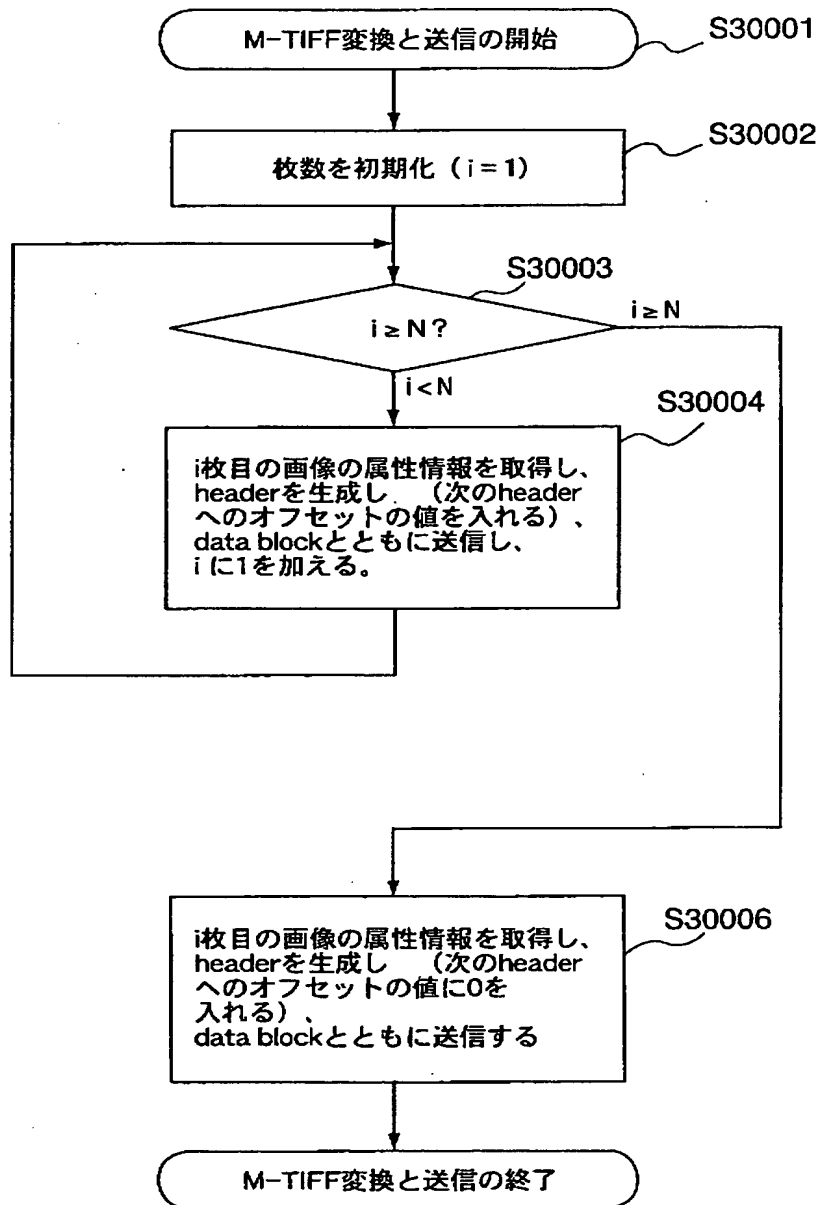 M-TIFF変換と送信の開始
S30001
枚数を初期化（i=1）
S30002
S30003
i≥N？
i≥N
i<N
S30004
i枚目の画像の属性情報を取得し、
headerを生成し （次のheader
へのオフセットの値を入れる）、
data blockとともに送信し、
iに1を加える。
S30006
i枚目の画像の属性情報を取得し、
headerを生成し （次のheader
へのオフセットの値に0を
入れる）、
data blockとともに送信する
M-TIFF変換と送信の終了